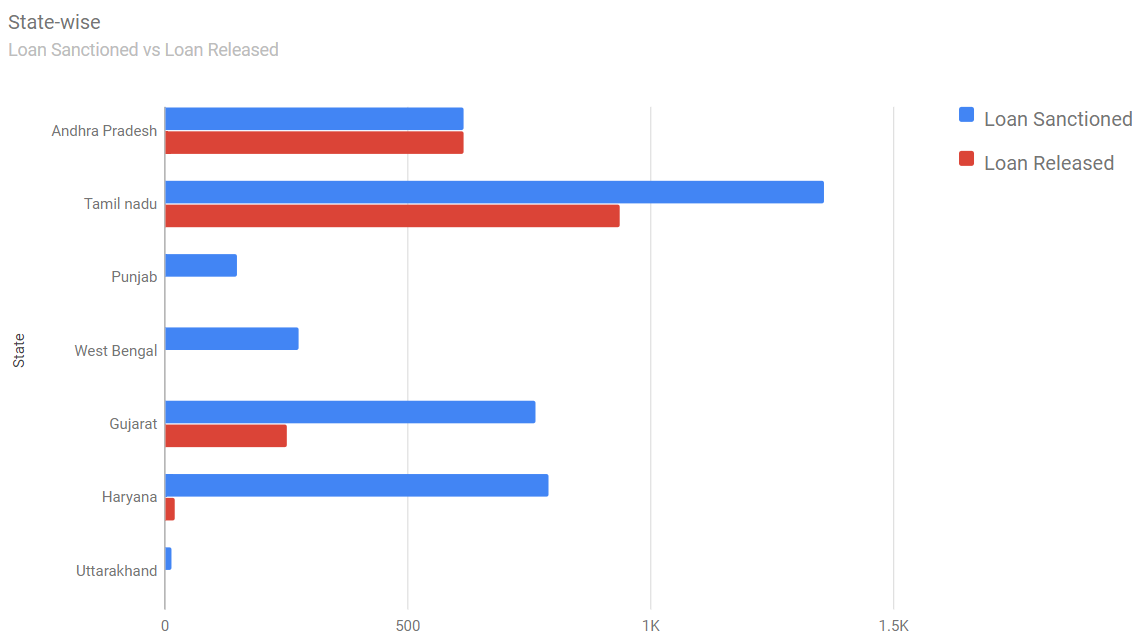 State-wise
Loan Sanctioned vs Loan Released
Loan Sanctioned
Loan Released
State
Andhra Pradesh
Tamil nadu
Punjab
West Bengal
Gujarat
Haryana
Uttarakhand
0 500 1K 1.5K